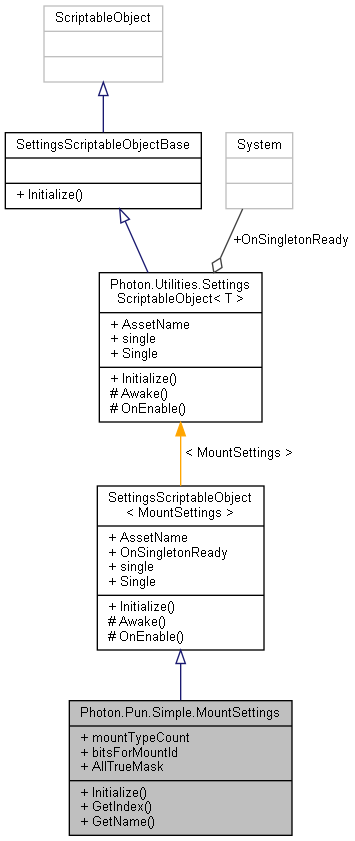 ScriptableObject
SettingsScriptableObjectBase
+ Initialize()
System
+OnSingletonReady
Photon.Utilities.Settings
ScriptableObject< T >
+ AssetName
+ single
+ Single
+ Initialize()
# Awake()
# OnEnable()
< MountSettings >
SettingsScriptableObject
< MountSettings >
+ AssetName
+ OnSingletonReady
+ single
+ Single
+ Initialize()
# Awake()
# OnEnable()
Photon.Pun.Simple.MountSettings
+ mountTypeCount
+ bitsForMountId
+ AllTrueMask
+ Initialize()
+ GetIndex()
+ GetName()